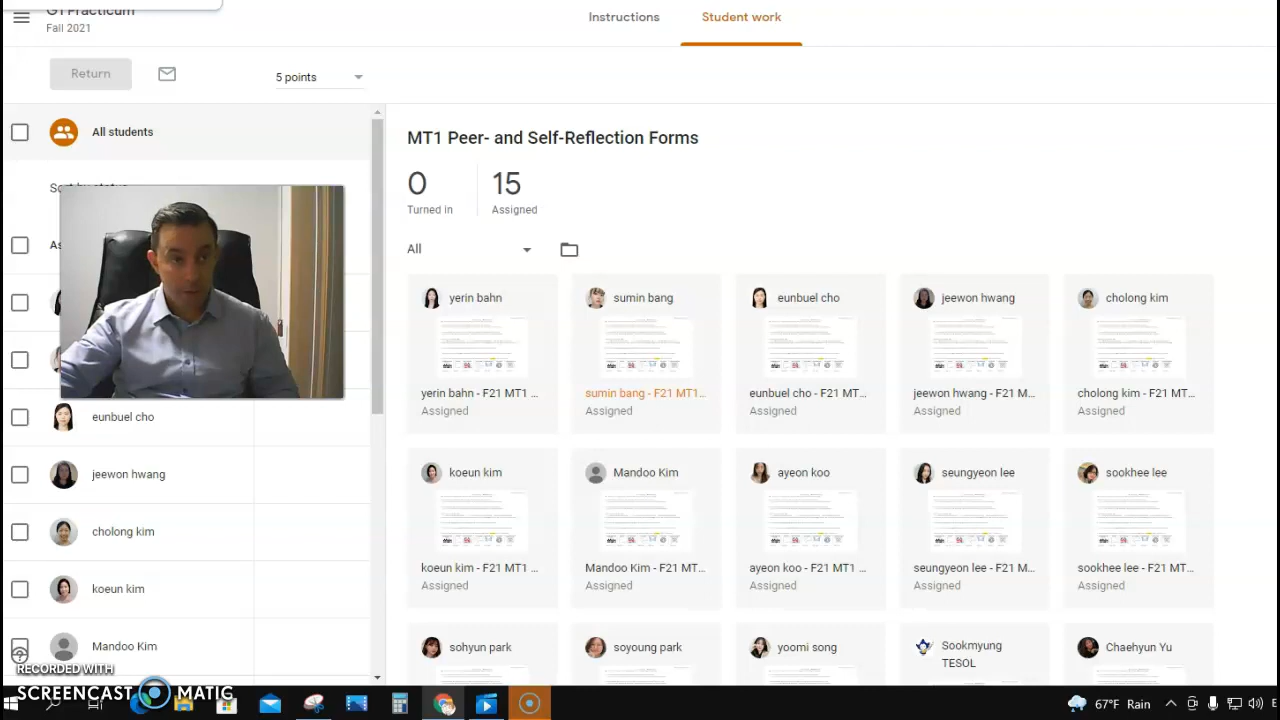 GT Practicum
Fall 2021
Instructions
Student work
Return
5 points
All students
Sort by status
eunbuel cho
jeewon hwang
cholong kim
koeun kim
Mandoo Kim
MT1 Peer- and Self-Reflection Forms
0
Turned in
15
Assigned
All
yerin bahn
sumin bang
eunbuel cho
jeewon hwang
cholong kim
yerin bahn - F21 MT1 ...
sumin bang - F21 MT1...
eunbuel cho - F21 MT...
jeewon hwang - F21 M...
cholong kim - F21 MT...
Assigned
Assigned
Assigned
Assigned
Assigned
koeun kim
Mandoo Kim
ayeon koo
seungyeon lee
sookhee lee
koeun kim - F21 MT1 ...
Mandoo Kim - F21 MT...
ayeon koo - F21 MT1 ...
seungyeon lee - F21 M...
sookhee lee - F21 MT...
Assigned
Assigned
Assigned
Assigned
Assigned
sohyun park
soyoung park
yoomi song
Sookmyung
TESOL
Chaehyun Yu
RECORDED WITH
SCREENCAST MATIC
67°F Rain